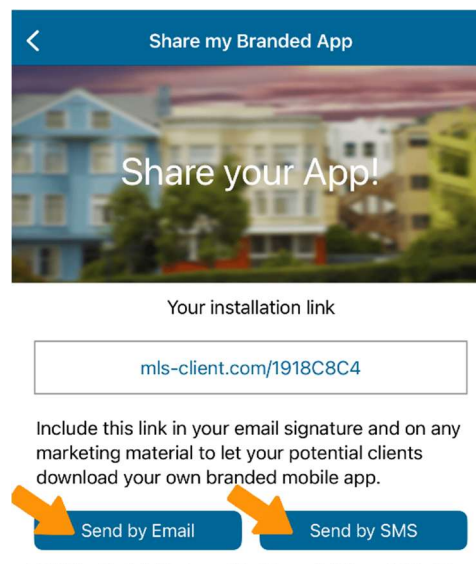 Share my Branded App
Share your App!
Your installation link
mls-client.com/1918C8C4
Include this link in your email signature and on any
marketing material to let your potential clients
download your own branded mobile app.
Send by Email
Send by SMS